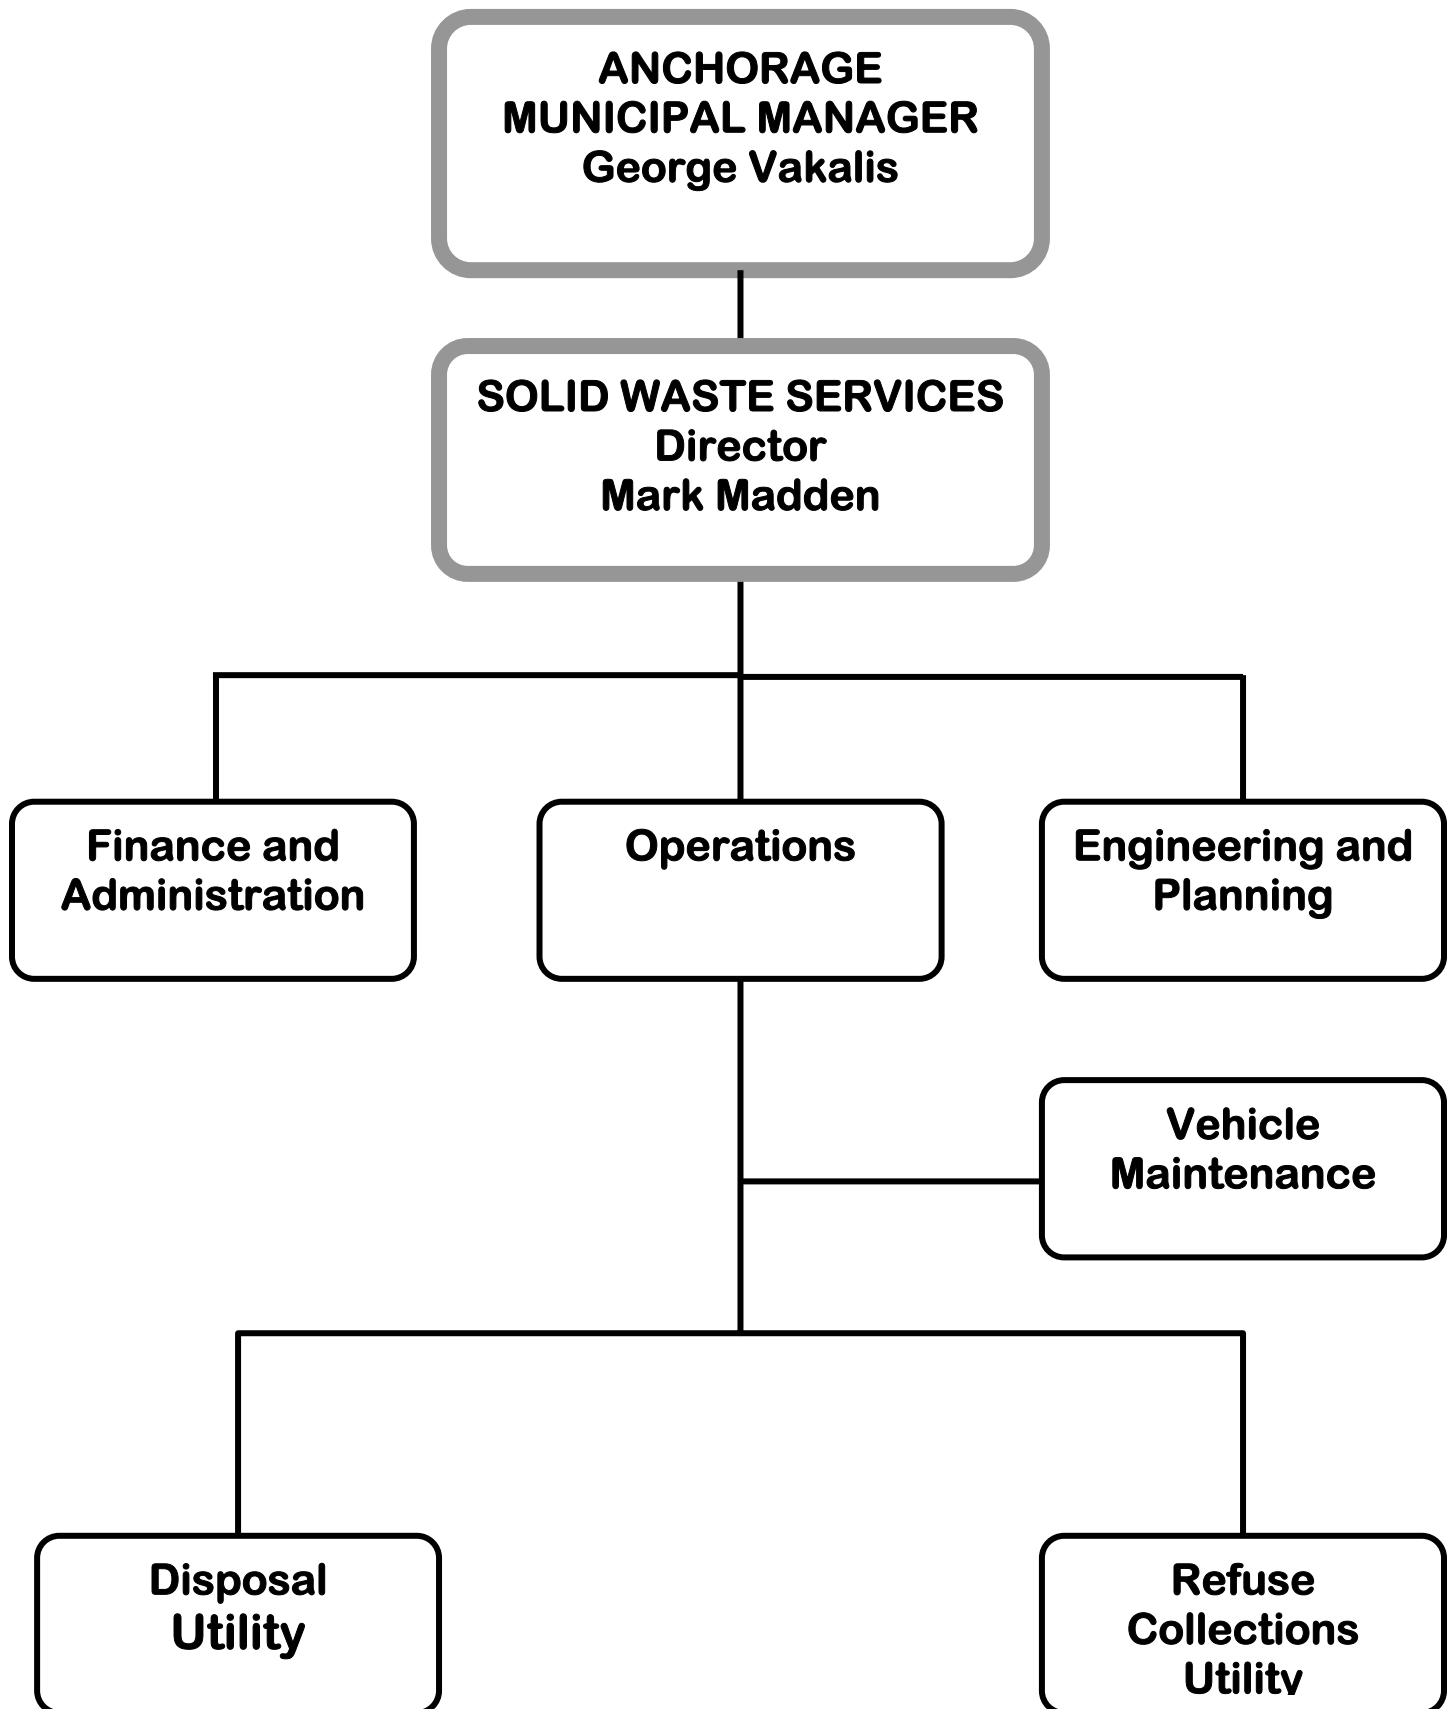 ANCHORAGE
MUNICIPAL MANAGER
George Vakalis
SOLID WASTE SERVICES
Director
Mark Madden
Finance and
Administration
Operations
Engineering and
Planning
Vehicle
Maintenance
Disposal
Utility
Refuse
Collections
Utility